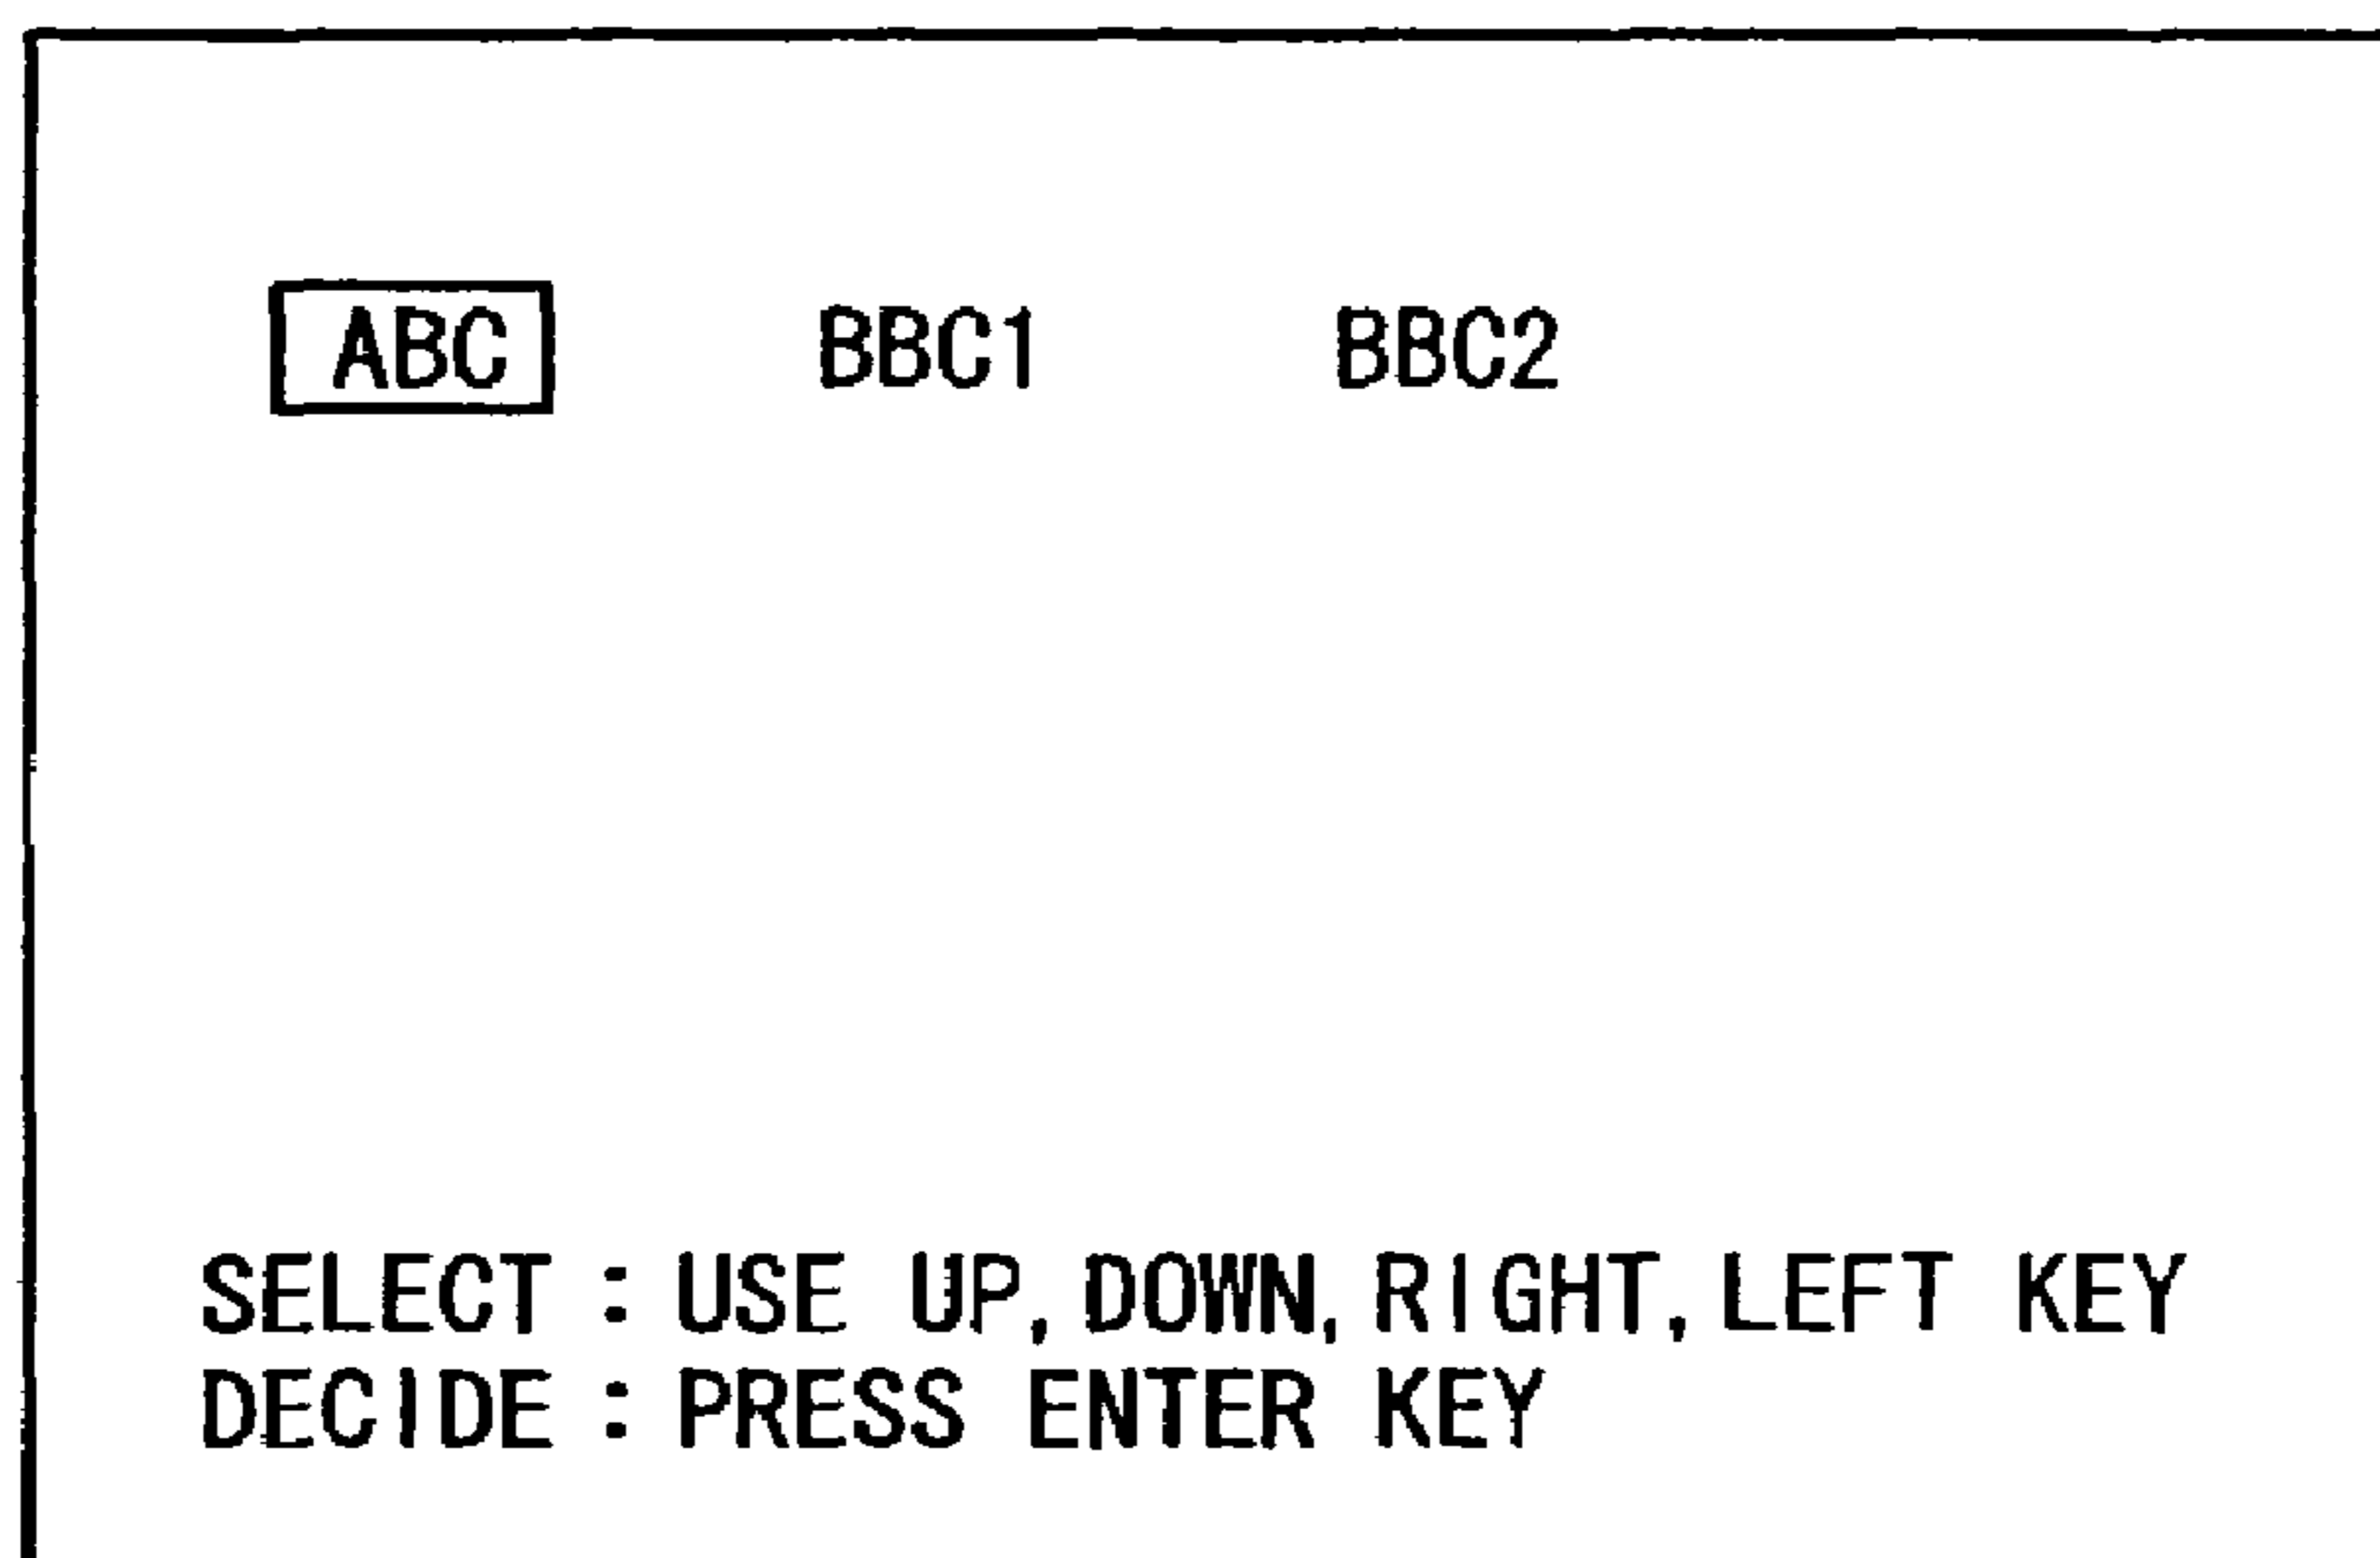 ABC BBC1 BBC2
SELECT : USE UP, DOWN, RIGHT, LEFT KEY
DECIDE : PRESS ENTER KEY